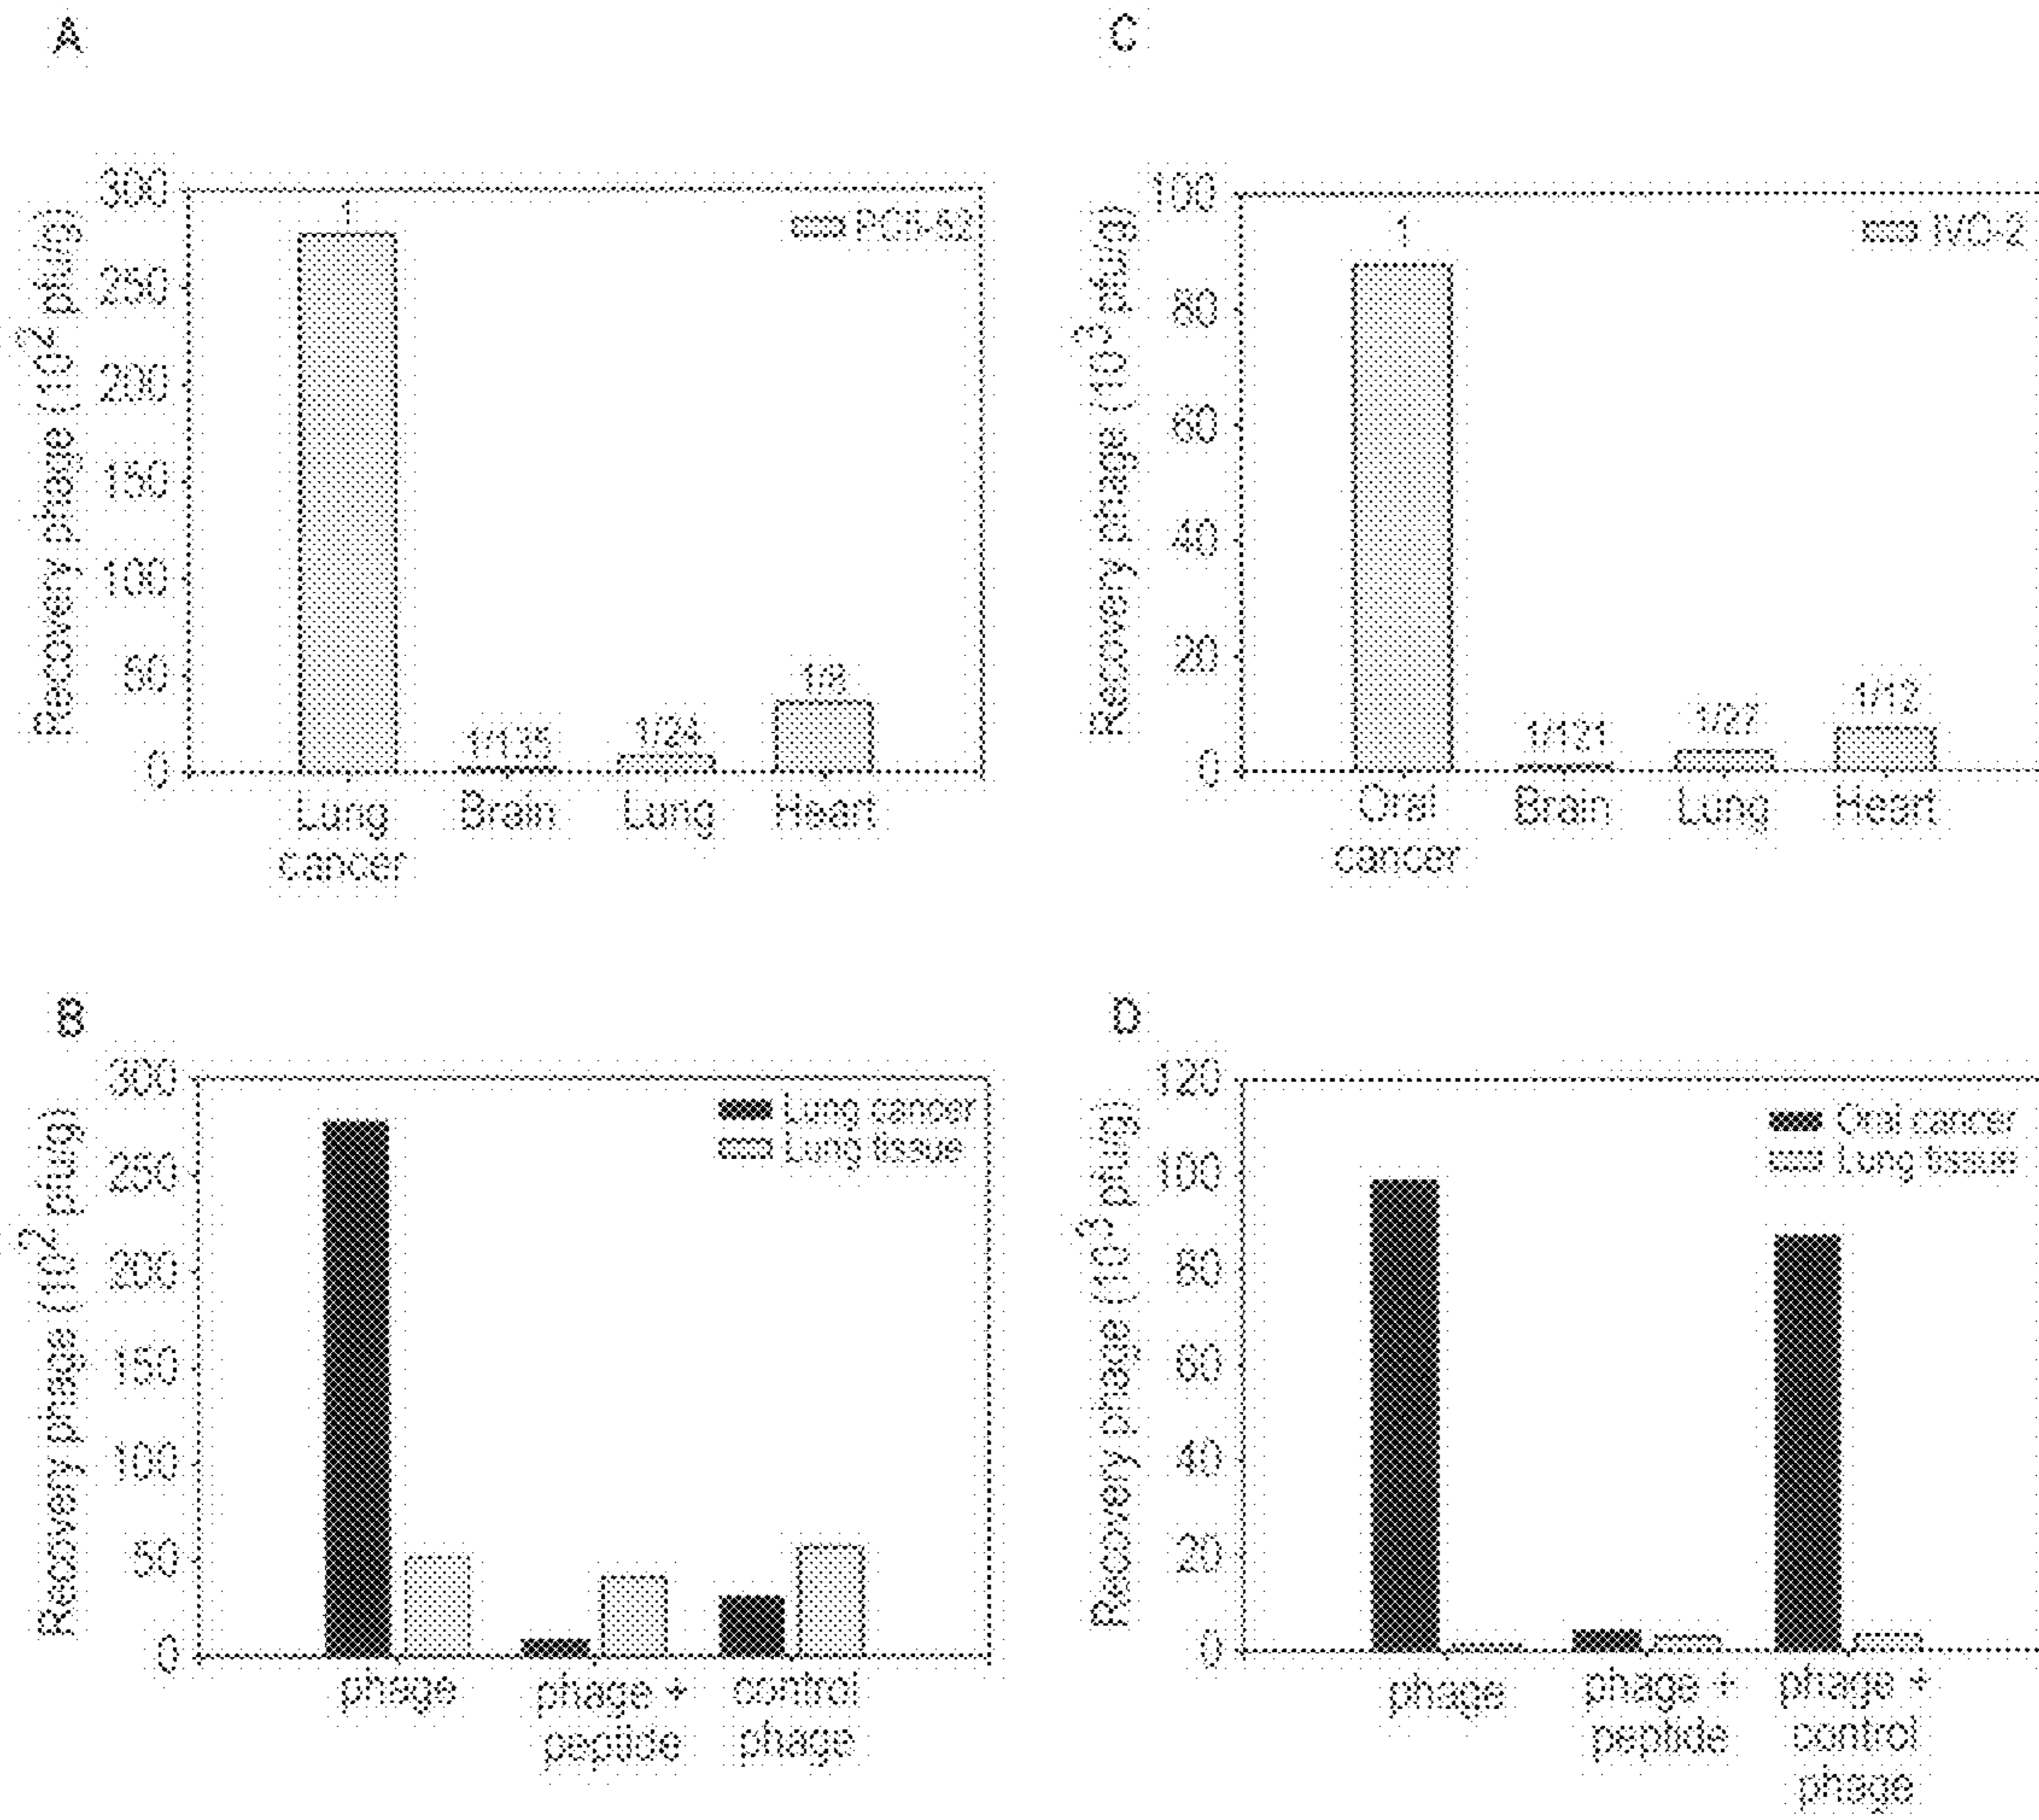 A
Recovery phage (10² pfu/g)
300
250
200
150
100
50
0
1
1/135
1/24
1/8
PC5-52
Lung
cancer
Brain
Lung
Heart
C
Recovery phage (10³ pfu/g)
100
80
60
40
20
0
1
1/121
1/22
1/12
IVO-2
Oral
cancer
Brain
Lung
Heart
B
Recovery phage (10² pfu/g)
300
250
200
150
100
50
0
Lung cancer
Lung tissue
phage
phage +
peptide
control
phage
D
Recovery phage (10³ pfu/g)
120
100
80
60
40
20
0
Oral cancer
Lung tissue
phage
phage +
peptide
phage +
control
phage